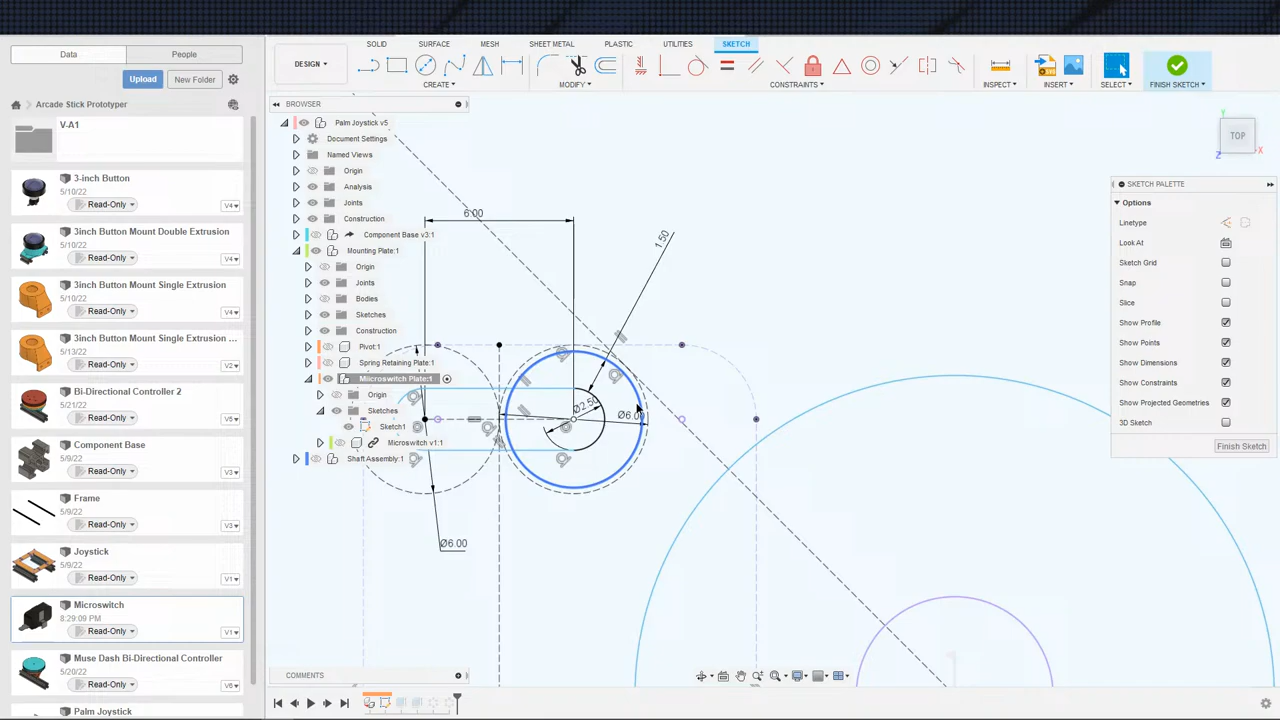 Data
People
Upload
New Folder
Arcade Stick Prototyper
V-A1
3-inch Button
5/10/22
Read-Only
V4
3inch Button Mount Double Extrusion
5/10/22
Read-Only
V4
3inch Button Mount Single Extrusion
5/10/22
Read-Only
V4
3inch Button Mount Single Extrusion ...
5/13/22
Read-Only
V2
Bi-Directional Controller 2
5/21/22
Read-Only
V4
Component Base
5/9/22
Read-Only
V3
Frame
5/9/22
Read-Only
V3
Joystick
5/9/22
Read-Only
V1
Microswitch
8:29:09 PM
Read-Only
V1
Muse Dash Bi-Directional Controller
5/20/22
Read-Only
V6
Palm Joystick
SOLID
SURFACE
MESH
SHEET METAL
PLASTIC
UTILITIES
SKETCH
DESIGN
CREATE
MODIFY
CONSTRAINTS
INSPECT
INSERT
SELECT
FINISH SKETCH
BROWSER
Palm Joystick v5
Document Settings
Named Views
Origin
Analysis
Joints
Construction
Component Base v3:1
Mounting Plate:1
Origin
Joints
Bodies
Sketches
Construction
Pivot:1
Spring Retaining Plate:1
Miicroswitch Plate:1
Origin
Sketches
Sketch1
Microswitch v1:1
Shaft Assembly:1
6.00
1.50
Ø2.50
Ø6.00
Ø6.00
TOP
Y
X
Z
SKETCH PALETTE
Options
Linetype
Look At
Sketch Grid
Snap
Slice
Show Profile
Show Points
Show Dimensions
Show Constraints
Show Projected Geometries
3D Sketch
Finish Sketch
COMMENTS